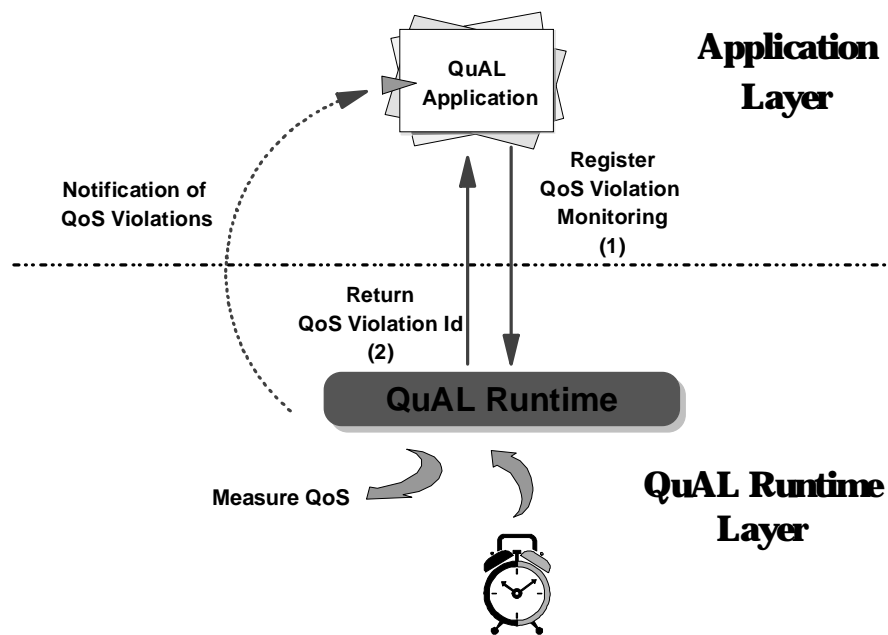 QuAL
Application
Application
Layer
Register
QoS Violation
Monitoring
(1)
Notification of
QoS Violations
Return
QoS Violation Id
(2)
QuAL Runtime
Measure QoS
QuAL Runtime
Layer